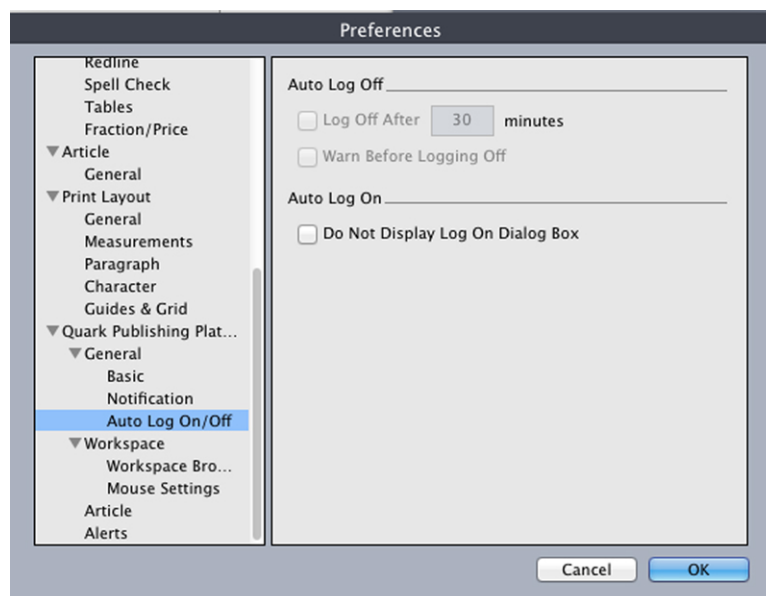 Preferences
Redline
Spell Check
Tables
Fraction/Price
Article
General
Print Layout
General
Measurements
Paragraph
Character
Guides & Grid
Quark Publishing Plat...
General
Basic
Notification
Auto Log On/Off
Workspace
Workspace Bro...
Mouse Settings
Article
Alerts
Auto Log Off
Log Off After 30 minutes
Warn Before Logging Off
Auto Log On
Do Not Display Log On Dialog Box
Cancel OK